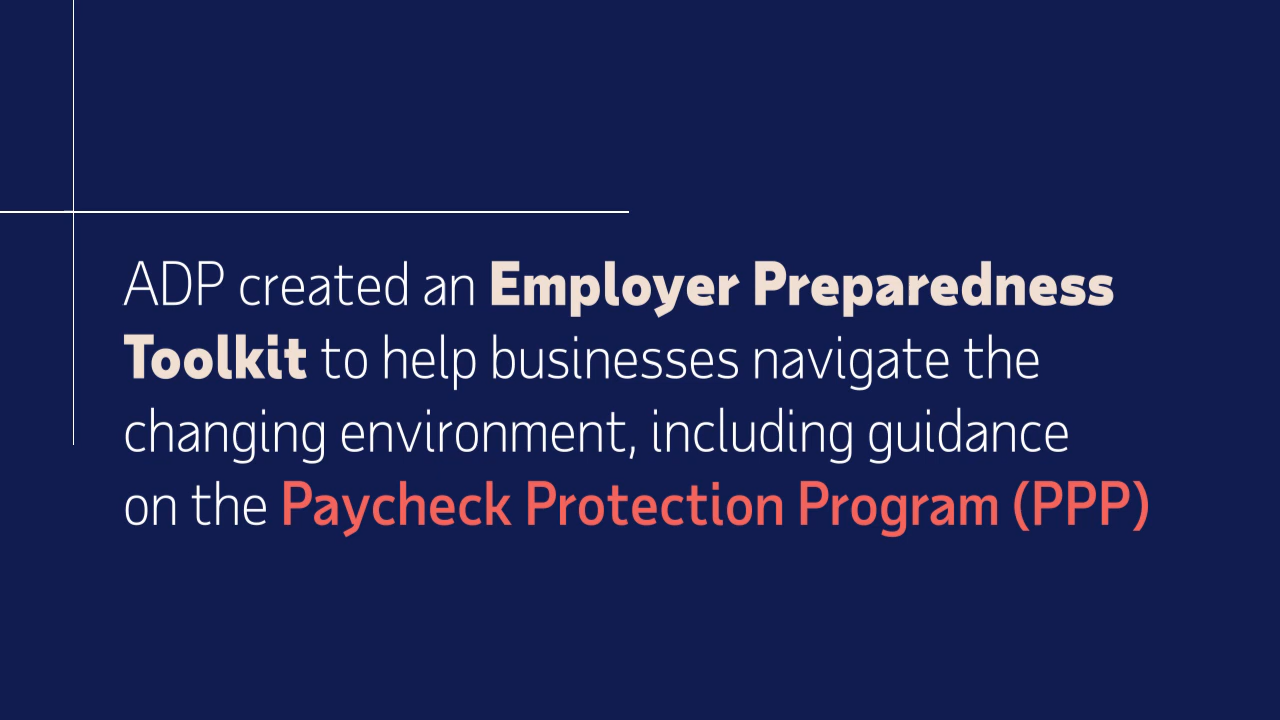 ADP created an Employer Preparedness
Toolkit to help businesses navigate the
changing environment, including guidance
on the Paycheck Protection Program (PPP)